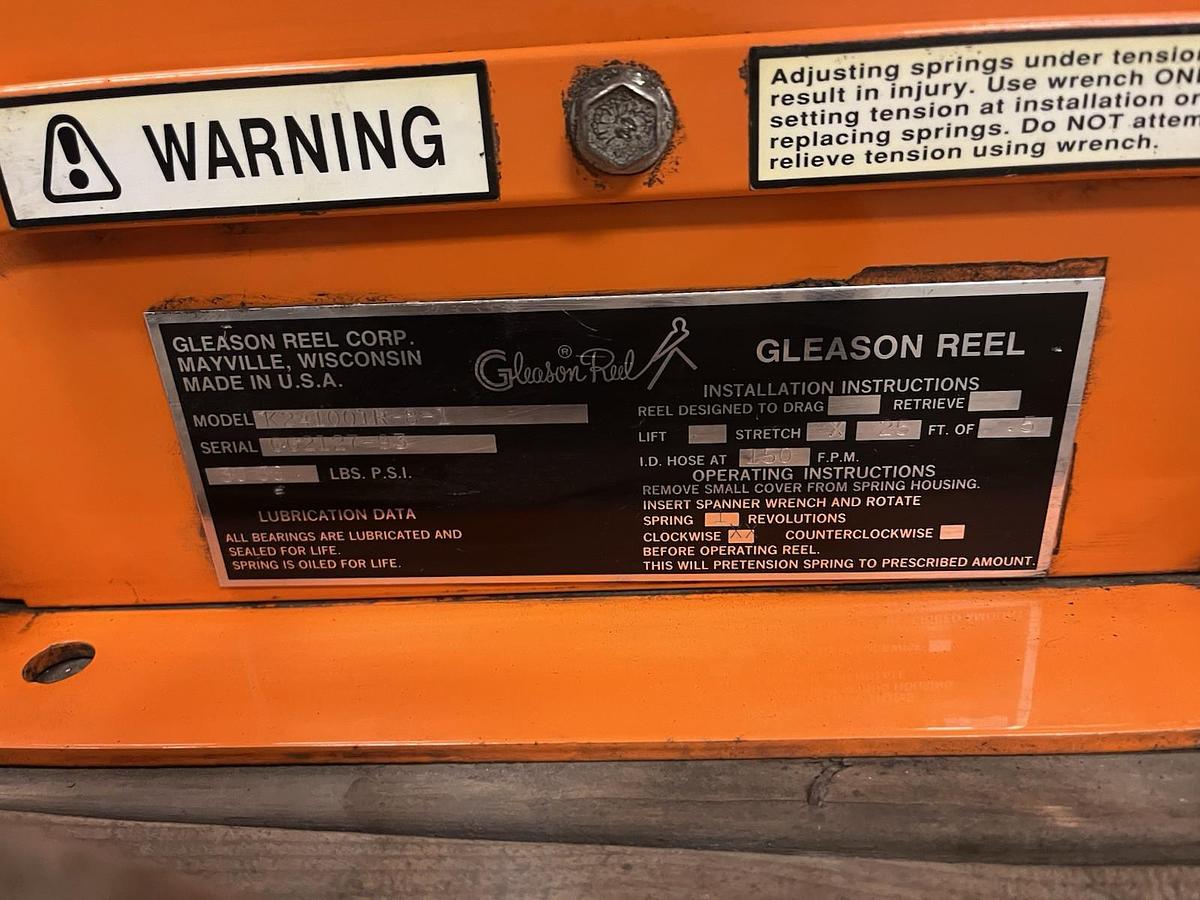 WARNING
Adjusting springs under
result in injury. Use wrench
setting tension at installation or
replacing springs. Do NOT
relieve tension using wrench.
GLEASON REEL CORP.
MAYVILLE, WISCONSIN
MADE IN U.S.A.
MODEL
SERIAL
LBS. P.S.I.
LUBRICATION DATA
ALL BEARINGS ARE LUBRICATED AND
SEALED FOR LIFE.
SPRING IS OILED FOR LIFE.
Gleason Reel ®
GLEASON REEL
INSTALLATION INSTRUCTIONS
REEL DESIGNED TO DRAG RETRIEVE
LIFT STRETCH X 25 FT. OF .5
I.D. HOSE AT 150 F.P.M.
OPERATING INSTRUCTIONS
REMOVE SMALL COVER FROM SPRING HOUSING.
INSERT SPANNER WRENCH AND ROTATE
SPRING 1 REVOLUTIONS
CLOCKWISE COUNTERCLOCKWISE
BEFORE OPERATING REEL.
THIS WILL PRETENSION SPRING TO PRESCRIBED AMOUNT.